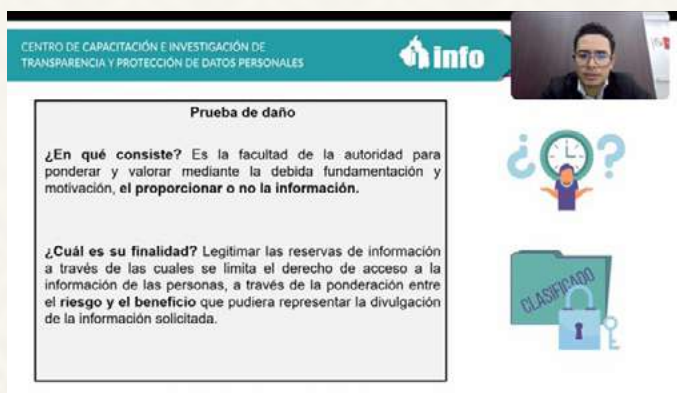 CENTRO DE CAPACITACIÓN E INVESTIGACIÓN DE
TRANSPARENCIA Y PROTECCIÓN DE DATOS PERSONALES
info
Prueba de daño
¿En qué consiste? Es la facultad de la autoridad para
ponderar y valorar mediante la debida fundamentación y
motivación, el proporcionar o no la información.
¿Cuál es su finalidad? Legitimar las reservas de información
a través de las cuales se limita el derecho de acceso a la
información de las personas, a través de la ponderación entre
el riesgo y el beneficio que pudiera representar la divulgación
de la información solicitada.
¿?
CLASIFICADO